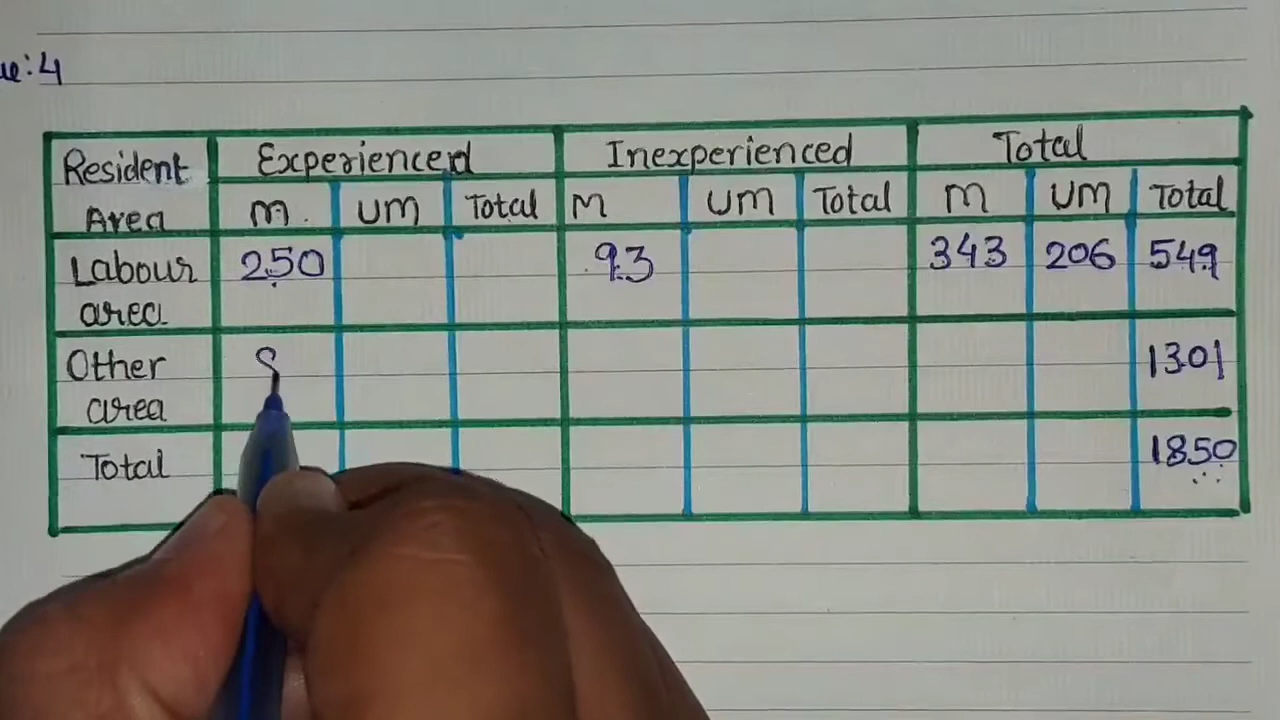 : 4
Experienced Inexperienced Total
Resident Area
M UM Total M UM Total M UM Total
Labour area 250 93 343 206 549
Other area 1301
Total 1850